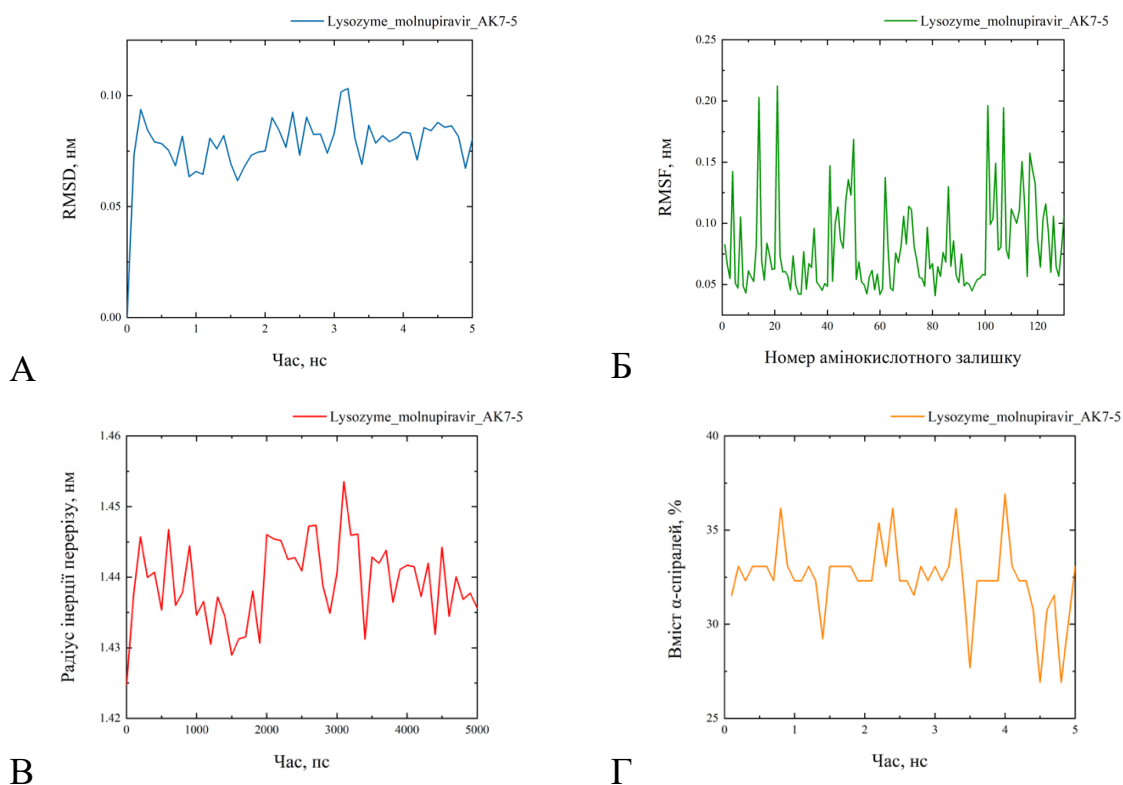 Lysozyme_molnupiravir_AK7-5
RMSD, нм
0.10
0.05
0.00
0 1 2 3 4 5
Час, нс
А
Lysozyme_molnupiravir_AK7-5
RMSF, нм
0.25
0.20
0.15
0.10
0.05
0 20 40 60 80 100 120
Номер амінокислотного залишку
Б
Lysozyme_molnupiravir_AK7-5
Радіус інерції перерізу, нм
1.46
1.45
1.44
1.43
1.42
0 1000 2000 3000 4000 5000
Час, пс
В
Lysozyme_molnupiravir_AK7-5
Вміст α-спіралей, %
40
35
30
25
0 1 2 3 4 5
Час, нс
Г